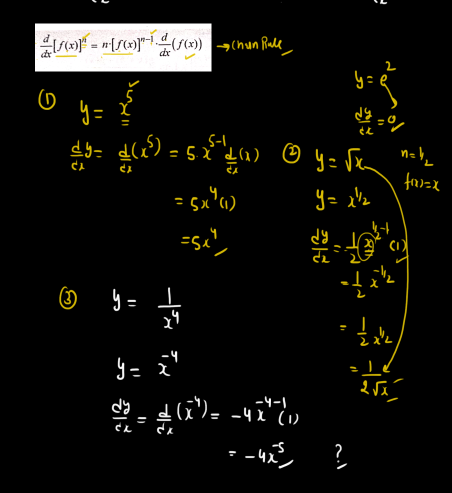 d/dx [f(x)]^n = n·[f(x)]^(n−1) · d/dx (f(x)) → chain Rule
y = e^2
dy/dx = 0
① y = x^5
d/dx y = d/dx (x^5) = 5 x^(5-1) d/dx (x)
= 5x^4 (1)
= 5x^4
② y = √x n = 1/2
f(x) = x
y = x^(1/2)
dy/dx = 1/2 x^(1/2 - 1) (1)
= 1/2 x^(-1/2)
= 1/2 x^(1/2)
= 1/(2√x)
③ y = 1/x^4
y = x^(-4)
dy/dx = d/dx (x^(-4)) = -4x^(-4-1) (1)
= -4x^(-5) ?